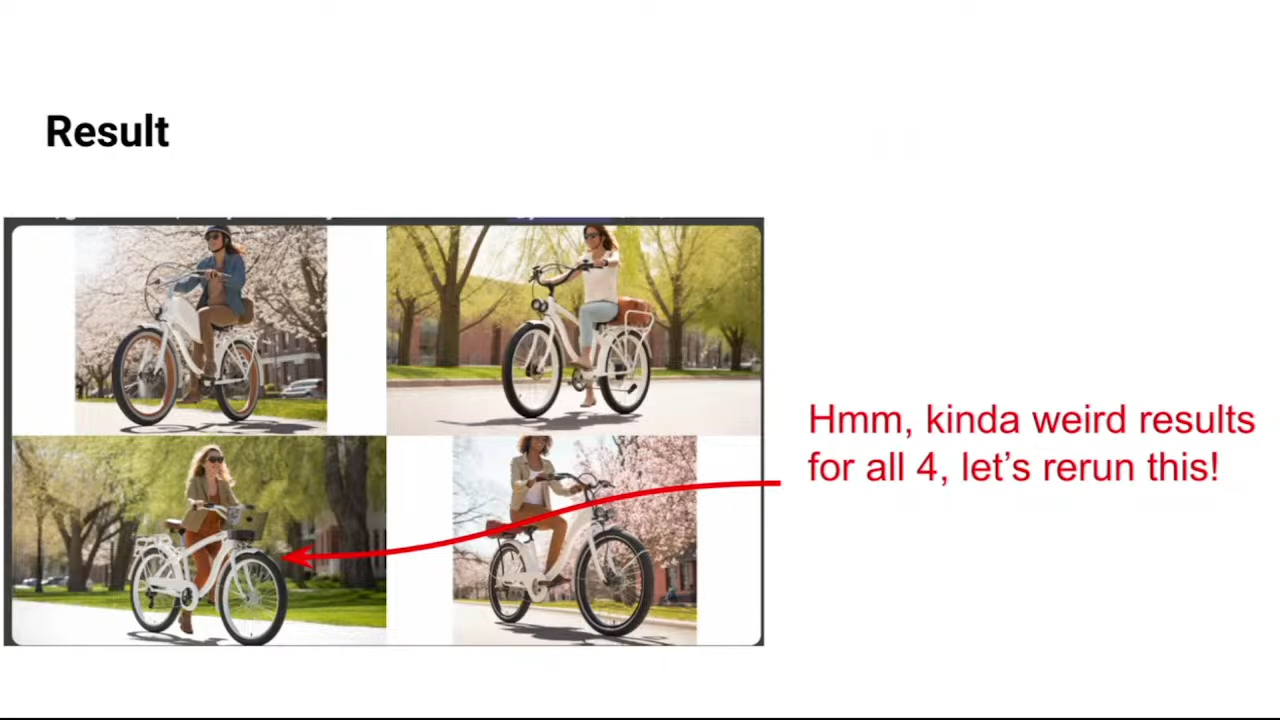 Result
Hmm, kinda weird results
for all 4, let's rerun this!